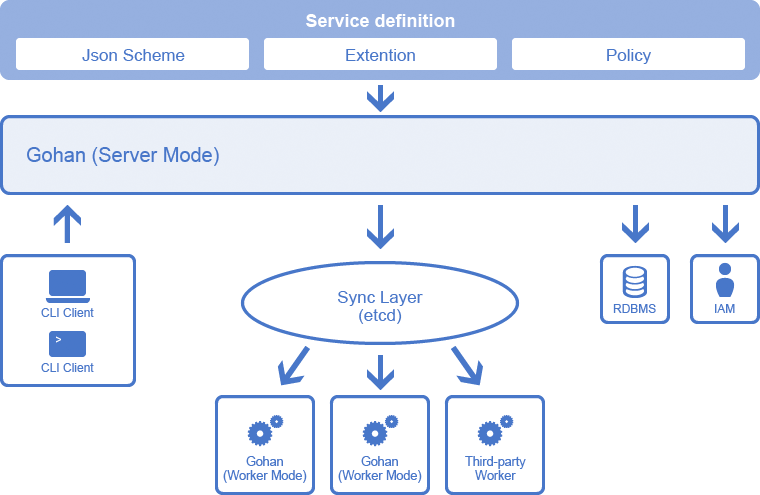 Service definition
Json Scheme
Extention
Policy
Gohan (Server Mode)
CLI Client
>
CLI Client
Sync Layer
(etcd)
RDBMS
IAM
Gohan
(Worker Mode)
Gohan
(Worker Mode)
Third-party
Worker